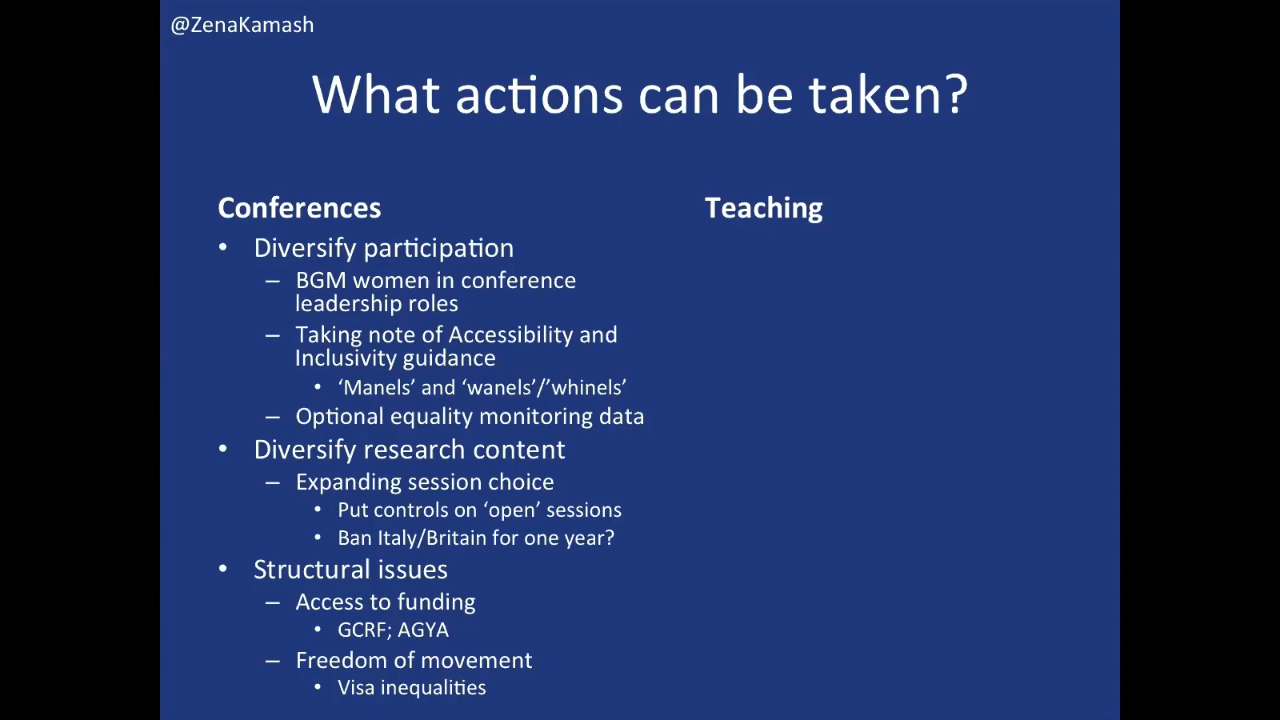 @ZenaKamash
What actions can be taken?
Conferences
• Diversify participation
– BGM women in conference
leadership roles
– Taking note of Accessibility and
Inclusivity guidance
• ‘Manels’ and ‘wanels’/’whinels’
– Optional equality monitoring data
• Diversify research content
– Expanding session choice
• Put controls on ‘open’ sessions
• Ban Italy/Britain for one year?
• Structural issues
– Access to funding
• GCRF; AGYA
– Freedom of movement
• Visa inequalities
Teaching